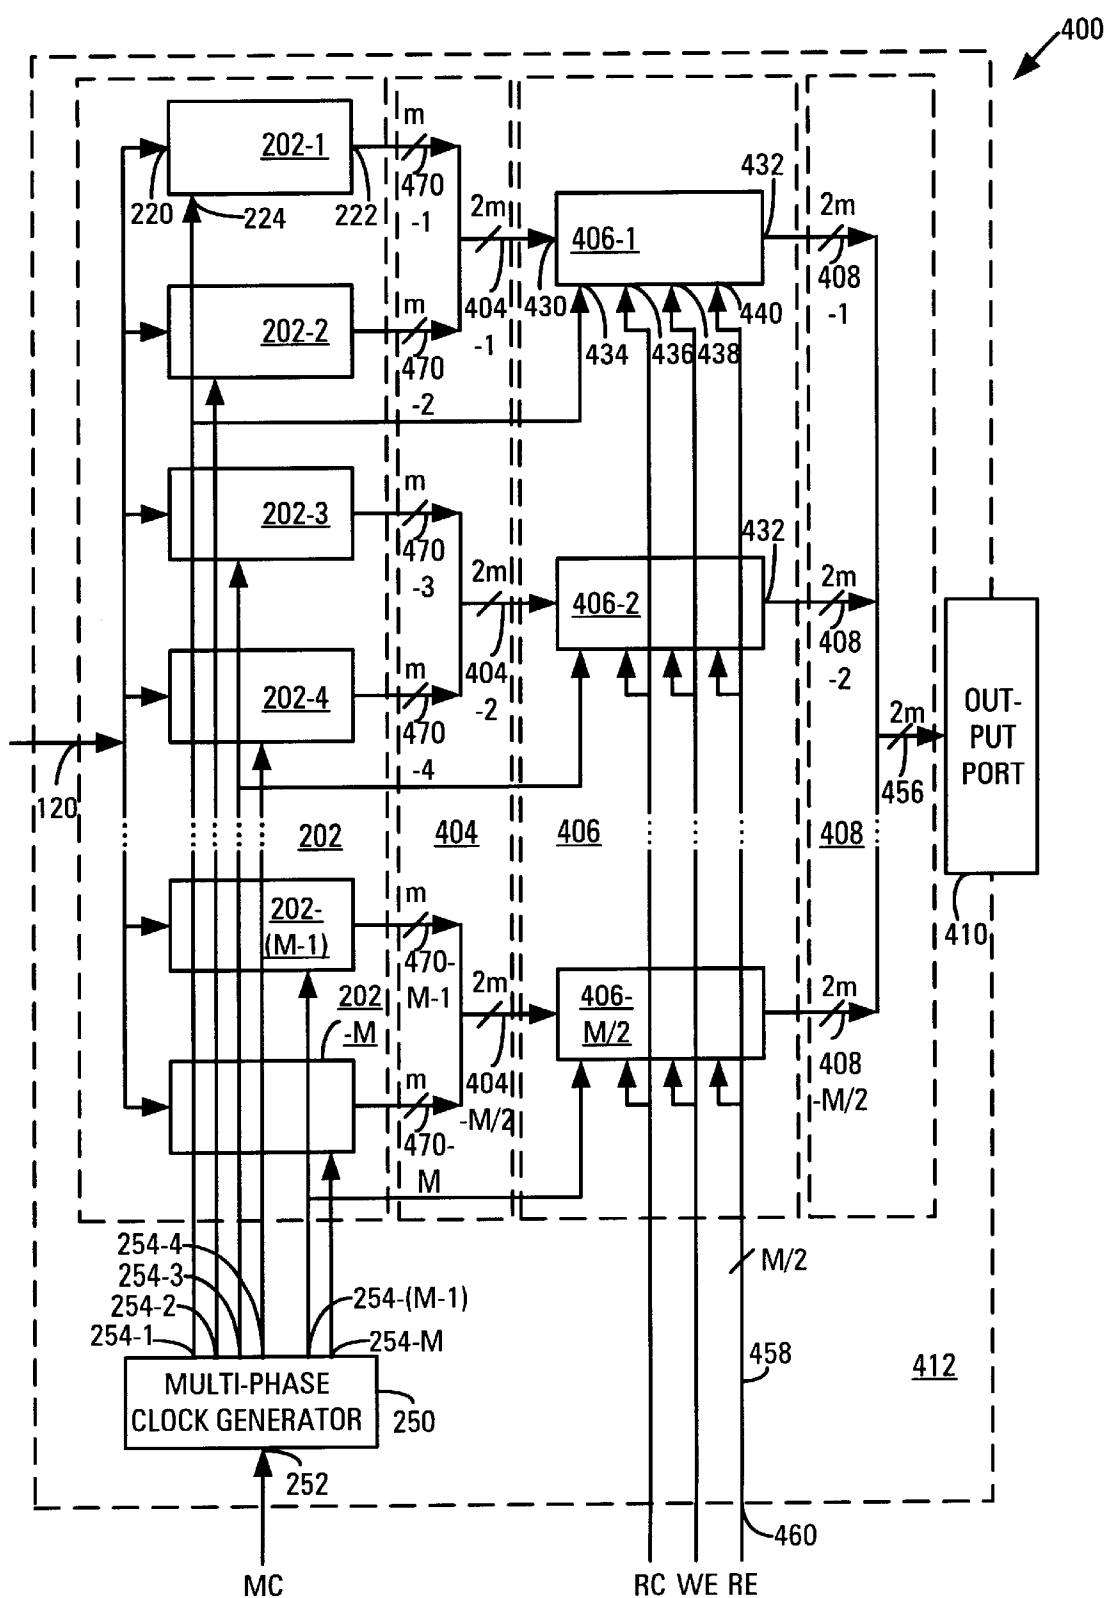 400
m
202-1
432
220
224
222
470
-1
2m
2m
406-1
404
-1
430
408
-1
m
440
202-2
434
436
438
470
-2
m
202-3
470
-3
432
2m
2m
406-2
404
-2
408
-2
m
202-4
470
-4
OUT-
PUT
PORT
2m
456
120
202
404
406
408
m
202-
(M-1)
410
470-
M-1
2m
406-
M/2
2m
202
-M
404
-M/2
408
-M/2
m
470-
M
254-4
M/2
254-3
254-(M-1)
254-2
254-1
254-M
458
412
MULTI-PHASE
CLOCK GENERATOR
250
252
460
MC
RC WE RE